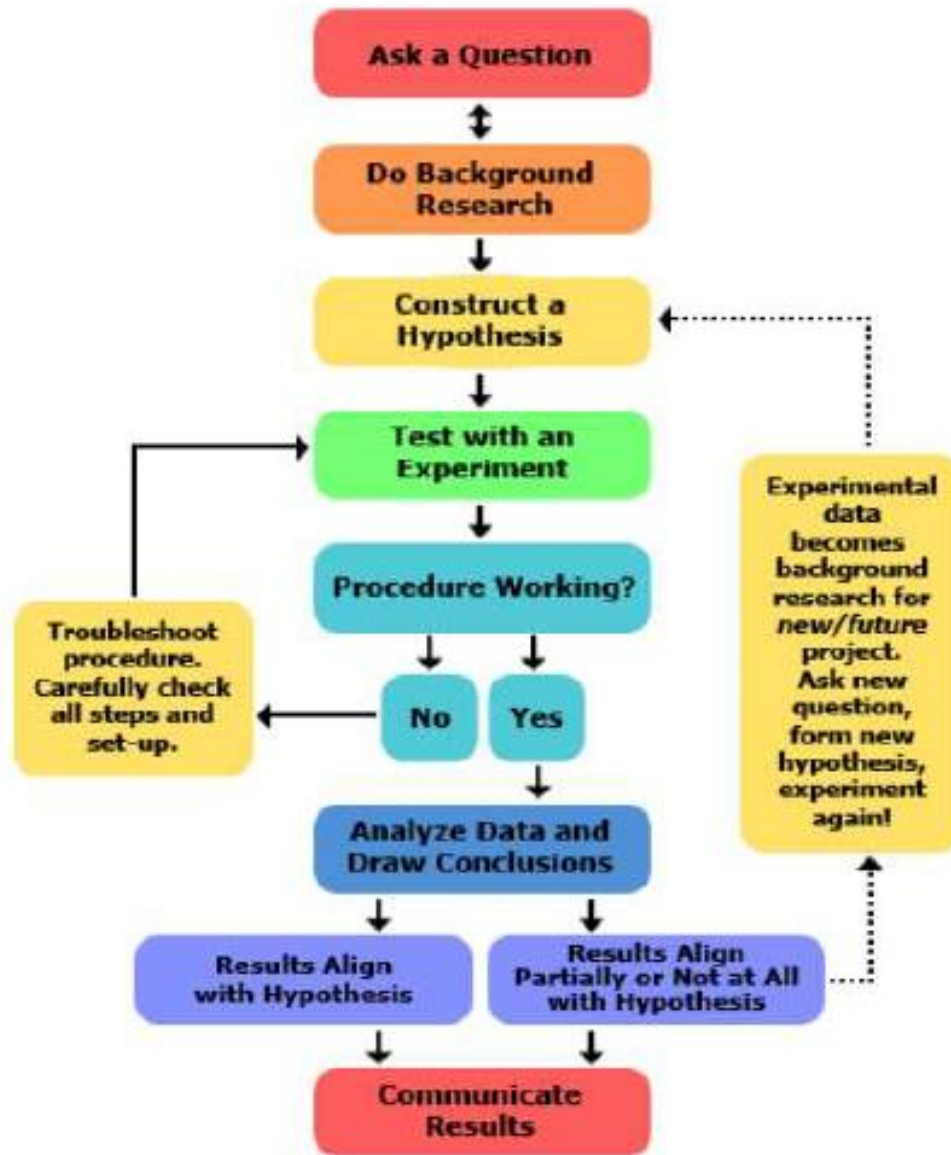 Ask a Question
Do Background
Research
Construct a
Hypothesis
Test with an
Experiment
Procedure Working?
No
Yes
Troubleshoot
procedure.
Carefully check
all steps and
set-up.
Experimental
data
becomes
background
research for
new/future
project.
Ask new
question,
form new
hypothesis,
experiment
again!
Analyze Data and
Draw Conclusions
Results Align
with Hypothesis
Results Align
Partially or Not at All
with Hypothesis
Communicate
Results